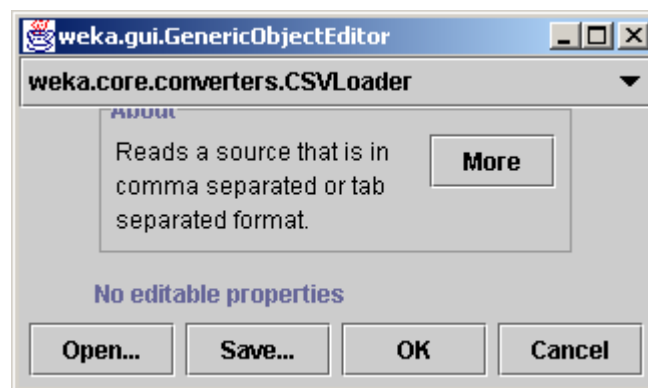 weka.gui.GenericObjectEditor
weka.core.converters.CSVLoader
About
Reads a source that is in
comma separated or tab
separated format.
More
No editable properties
Open...
Save...
OK
Cancel